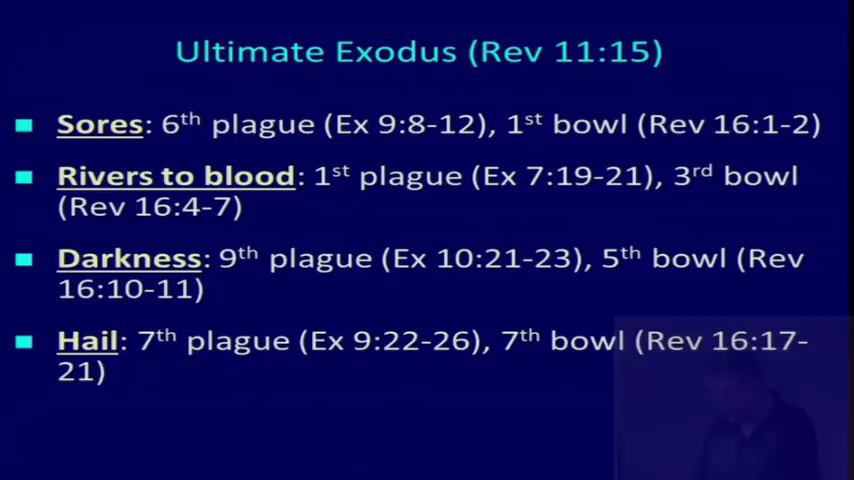 Ultimate Exodus (Rev 11:15)
Sores: 6th plague (Ex 9:8-12), 1st bowl (Rev 16:1-2)
Rivers to blood: 1st plague (Ex 7:19-21), 3rd bowl
(Rev 16:4-7)
Darkness: 9th plague (Ex 10:21-23), 5th bowl (Rev
16:10-11)
Hail: 7th plague (Ex 9:22-26), 7th bowl (Rev 16:17-
21)